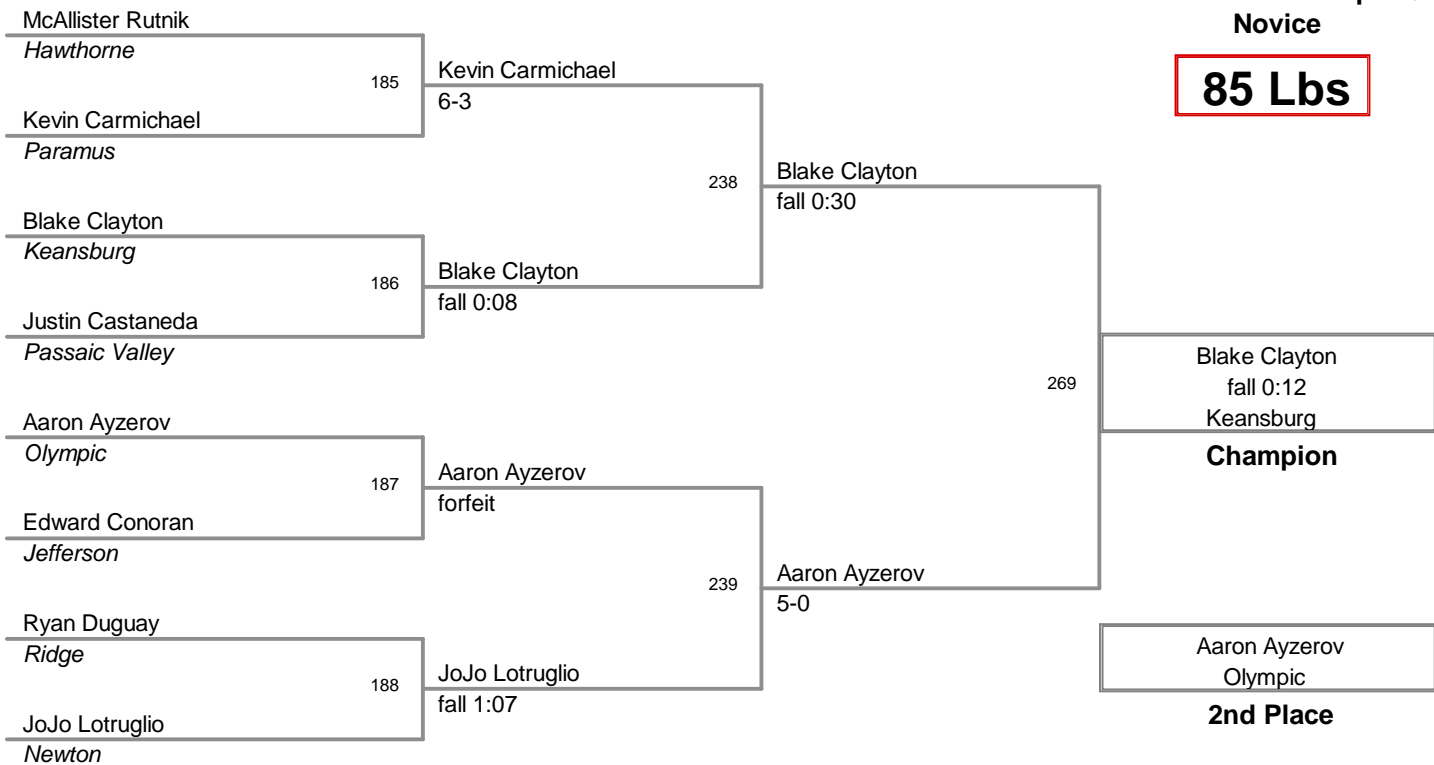 McAllister Rutnik
Hawthorne
185
Kevin Carmichael
6-3
Kevin Carmichael
Paramus
238
Blake Clayton
fall 0:30
Blake Clayton
Keansburg
186
Blake Clayton
fall 0:08
Justin Castaneda
Passaic Valley
269
Blake Clayton
fall 0:12
Keansburg
Champion
Aaron Ayzerov
Olympic
187
Aaron Ayzerov
forfeit
Edward Conoran
Jefferson
239
Aaron Ayzerov
5-0
Ryan Duguay
Ridge
188
JoJo Lotruglio
fall 1:07
JoJo Lotruglio
Newton
Aaron Ayzerov
Olympic
2nd Place
Novice
85 Lbs